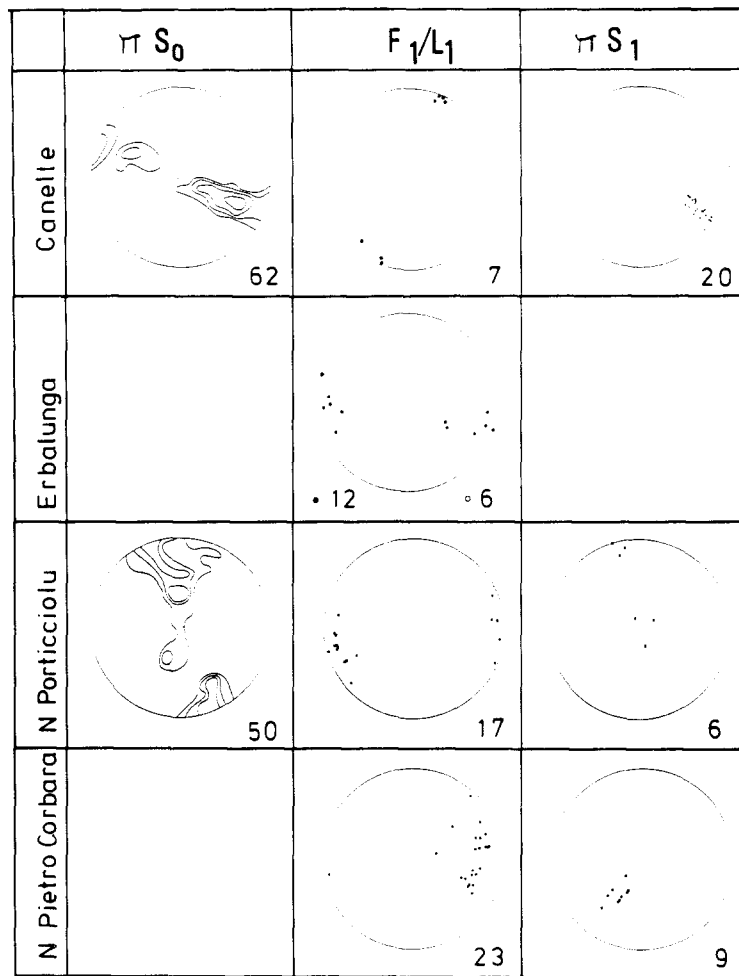 π S₀ F₁/L₁ π S₁
Canelle 62 7 20
Erbalunga • 12 ○ 6
N Porticciolu 50 17 6
N Pietro Corbara 23 9